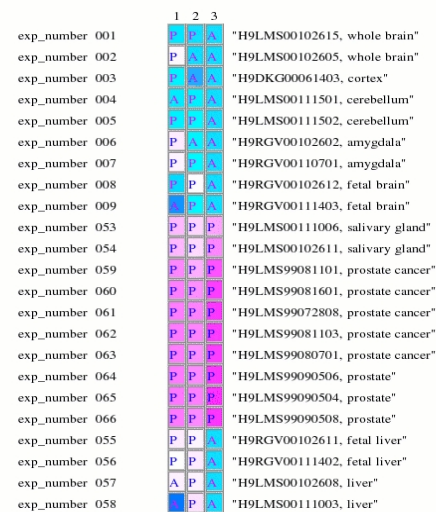 1 2 3
exp_number 001 P P A "H9LMS00102615, whole brain"
exp_number 002 P A A "H9LMS00102605, whole brain"
exp_number 003 P A A "H9DKG00061403, cortex"
exp_number 004 A P A "H9LMS00111501, cerebellum"
exp_number 005 P P A "H9LMS00111502, cerebellum"
exp_number 006 P A A "H9RGV00102602, amygdala"
exp_number 007 P P A "H9RGV00110701, amygdala"
exp_number 008 P P A "H9RGV00102612, fetal brain"
exp_number 009 A P A "H9RGV00111403, fetal brain"
exp_number 053 P P P "H9LMS00111006, salivary gland"
exp_number 054 P P P "H9LMS00102611, salivary gland"
exp_number 059 P P P "H9LMS99081101, prostate cancer"
exp_number 060 P P P "H9LMS99081601, prostate cancer"
exp_number 061 P P P "H9LMS99072808, prostate cancer"
exp_number 062 P P P "H9LMS99081103, prostate cancer"
exp_number 063 P P P "H9LMS99080701, prostate cancer"
exp_number 064 P P P "H9LMS99090506, prostate"
exp_number 065 P P P "H9LMS99090504, prostate"
exp_number 066 P P P "H9LMS99090508, prostate"
exp_number 055 P P A "H9RGV00102611, fetal liver"
exp_number 056 P P A "H9RGV00111402, fetal liver"
exp_number 057 A P A "H9LMS00102608, liver"
exp_number 058 A P A "H9LMS00111003, liver"